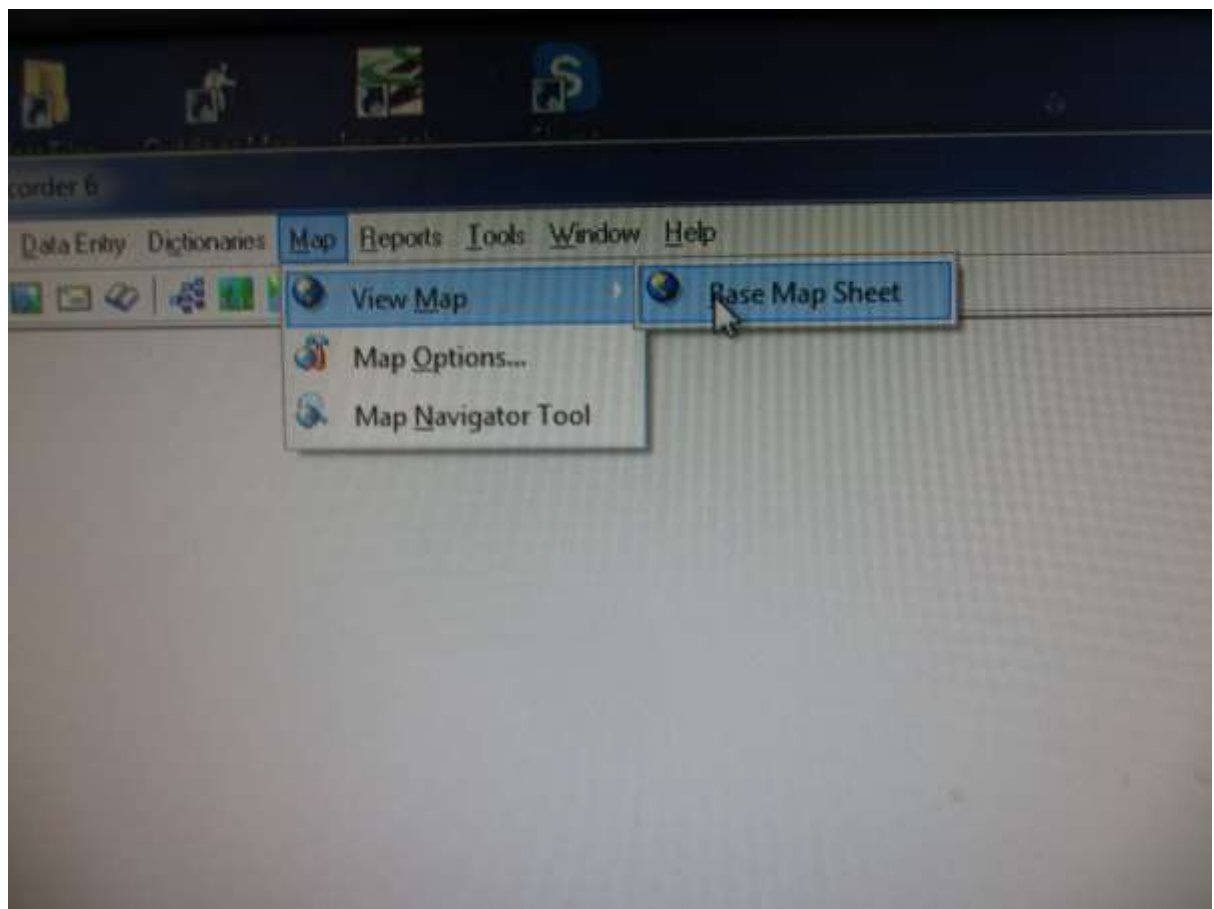 corder 6
Data Entry Dictionaries Map Reports Tools Window Help
View Map Base Map Sheet
Map Options...
Map Navigator Tool